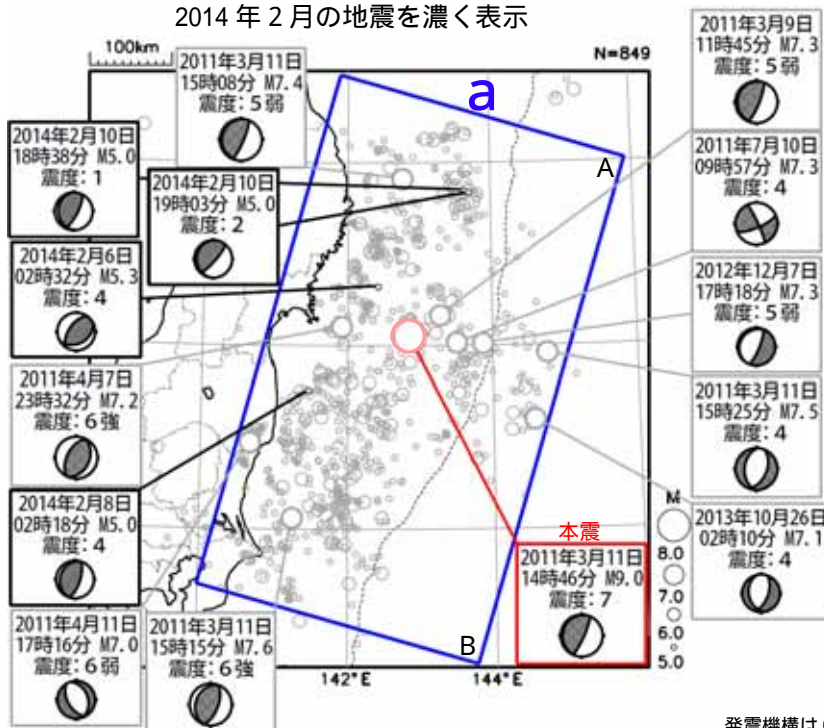 2014年2月の地震を濃く表示
100km
N=849
2011年3月9日
11時45分 M7.3
震度：5弱
2011年3月11日
15時08分 M7.4
震度：5弱
a
A
2014年2月10日
18時38分 M5.0
震度：1
2014年2月10日
19時03分 M5.0
震度：2
2011年7月10日
09時57分 M7.3
震度：4
2014年2月6日
02時32分 M5.3
震度：4
2012年12月7日
17時18分 M7.3
震度：5弱
2011年4月7日
23時32分 M7.2
震度：6強
2011年3月11日
15時25分 M7.5
震度：4
2014年2月8日
02時18分 M5.0
震度：4
M
8.0
7.0
6.0
5.0
2013年10月26日
02時10分 M7.1
震度：4
本震
2011年3月11日
14時46分 M9.0
震度：7
2011年4月11日
17時16分 M7.0
震度：6弱
2011年3月11日
15時15分 M7.6
震度：6強
B
142°E
144°E
発震機構は